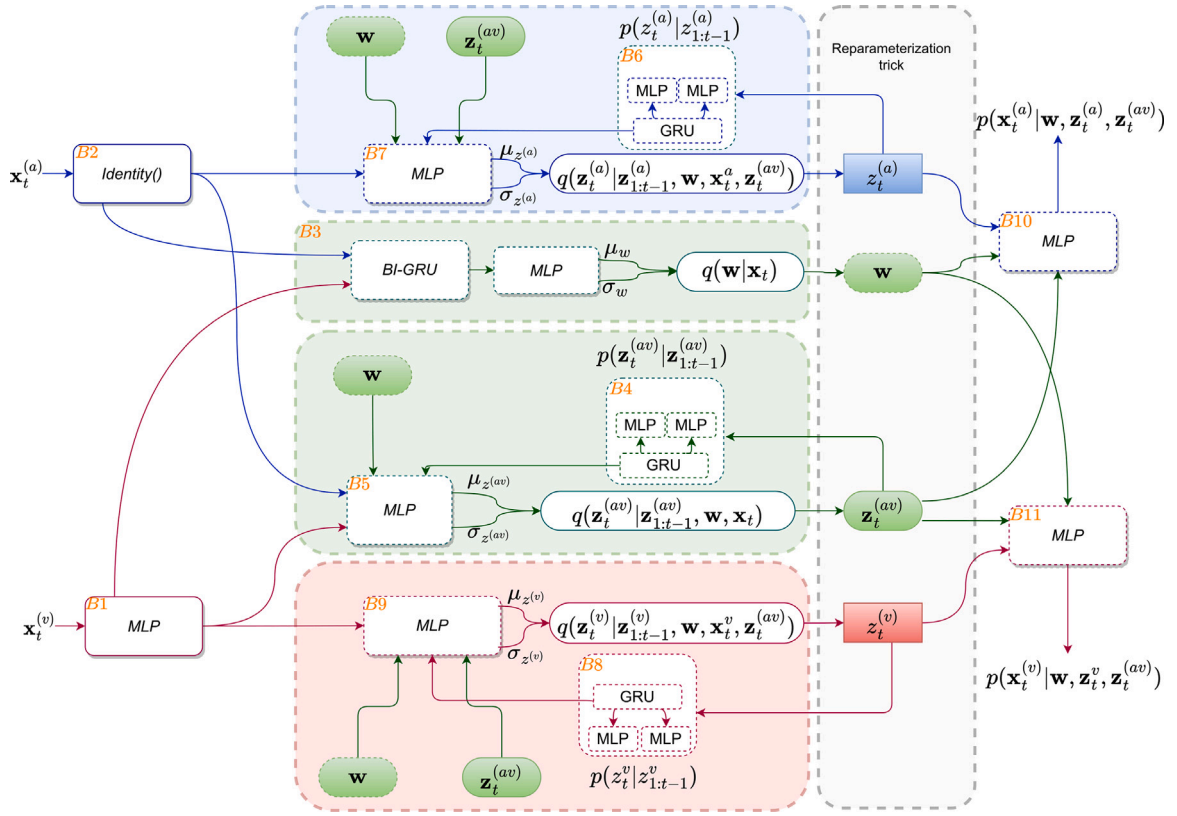 w
z_t^{(av)}
p(z_t^{(a)}|z_{1:t-1}^{(a)})
B6
MLP MLP
GRU
Reparameterization
trick
p(x_t^{(a)}|w, z_t^{(a)}, z_t^{(av)})
x_t^{(a)}
B2
Identity()
B7
MLP
μ_{z^{(a)}}
σ_{z^{(a)}}
q(z_t^{(a)}|z_{1:t-1}^{(a)}, w, x_t^a, z_t^{(av)})
z_t^{(a)}
B10
MLP
B3
BI-GRU
MLP
μ_w
σ_w
q(w|x_t)
w
w
p(z_t^{(av)}|z_{1:t-1}^{(av)})
B4
MLP MLP
GRU
B5
MLP
μ_{z^{(av)}}
σ_{z^{(av)}}
q(z_t^{(av)}|z_{1:t-1}^{(av)}, w, x_t)
z_t^{(av)}
B11
MLP
x_t^{(v)}
B1
MLP
B9
MLP
μ_{z^{(v)}}
σ_{z^{(v)}}
q(z_t^{(v)}|z_{1:t-1}^{(v)}, w, x_t^v, z_t^{(av)})
z_t^{(v)}
p(x_t^{(v)}|w, z_t^v, z_t^{(av)})
B8
GRU
MLP MLP
w
z_t^{(av)}
p(z_t^v|z_{1:t-1}^v)